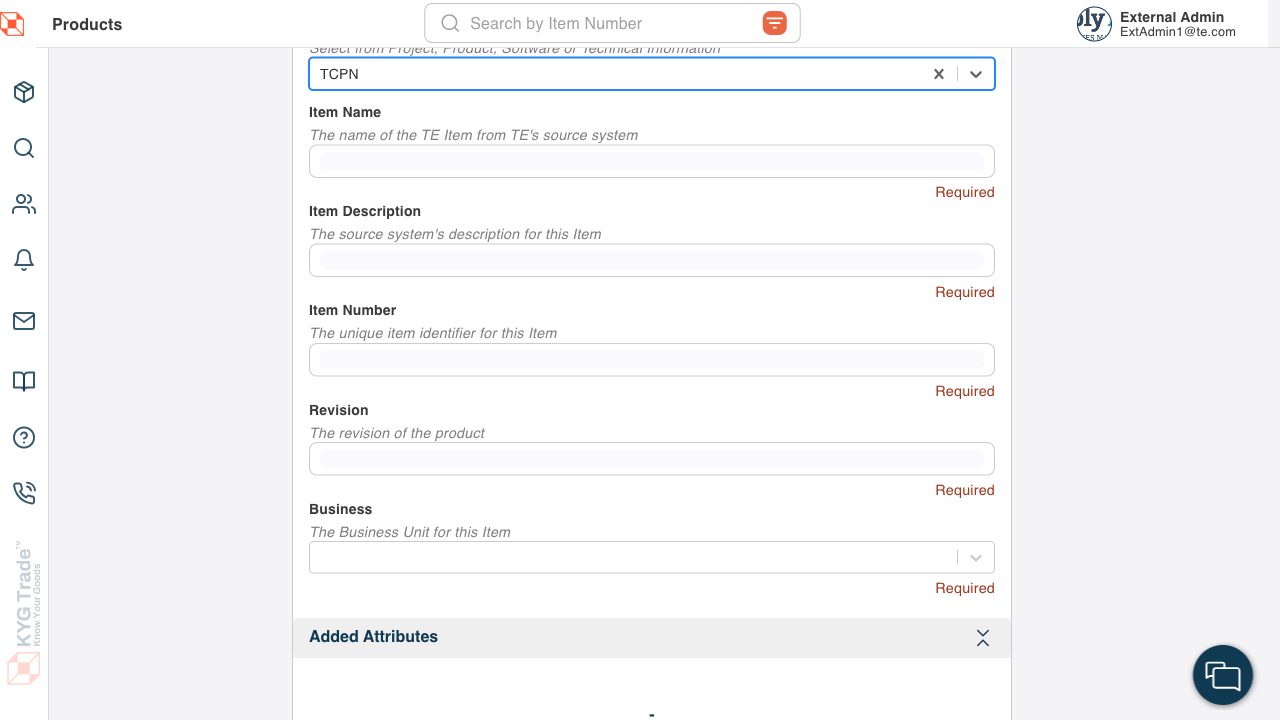 Products
Search by Item Number
ly.
External Admin
ExtAdmin1@te.com
Select from Project, Product, Software or Technical Information
TCPN
Item Name
The name of the TE Item from TE's source system
Required
Item Description
The source system's description for this Item
Required
Item Number
The unique item identifier for this Item
Required
Revision
The revision of the product
Required
Business
The Business Unit for this Item
Required
Added Attributes
-
KYG Trade™
Know Your Goods